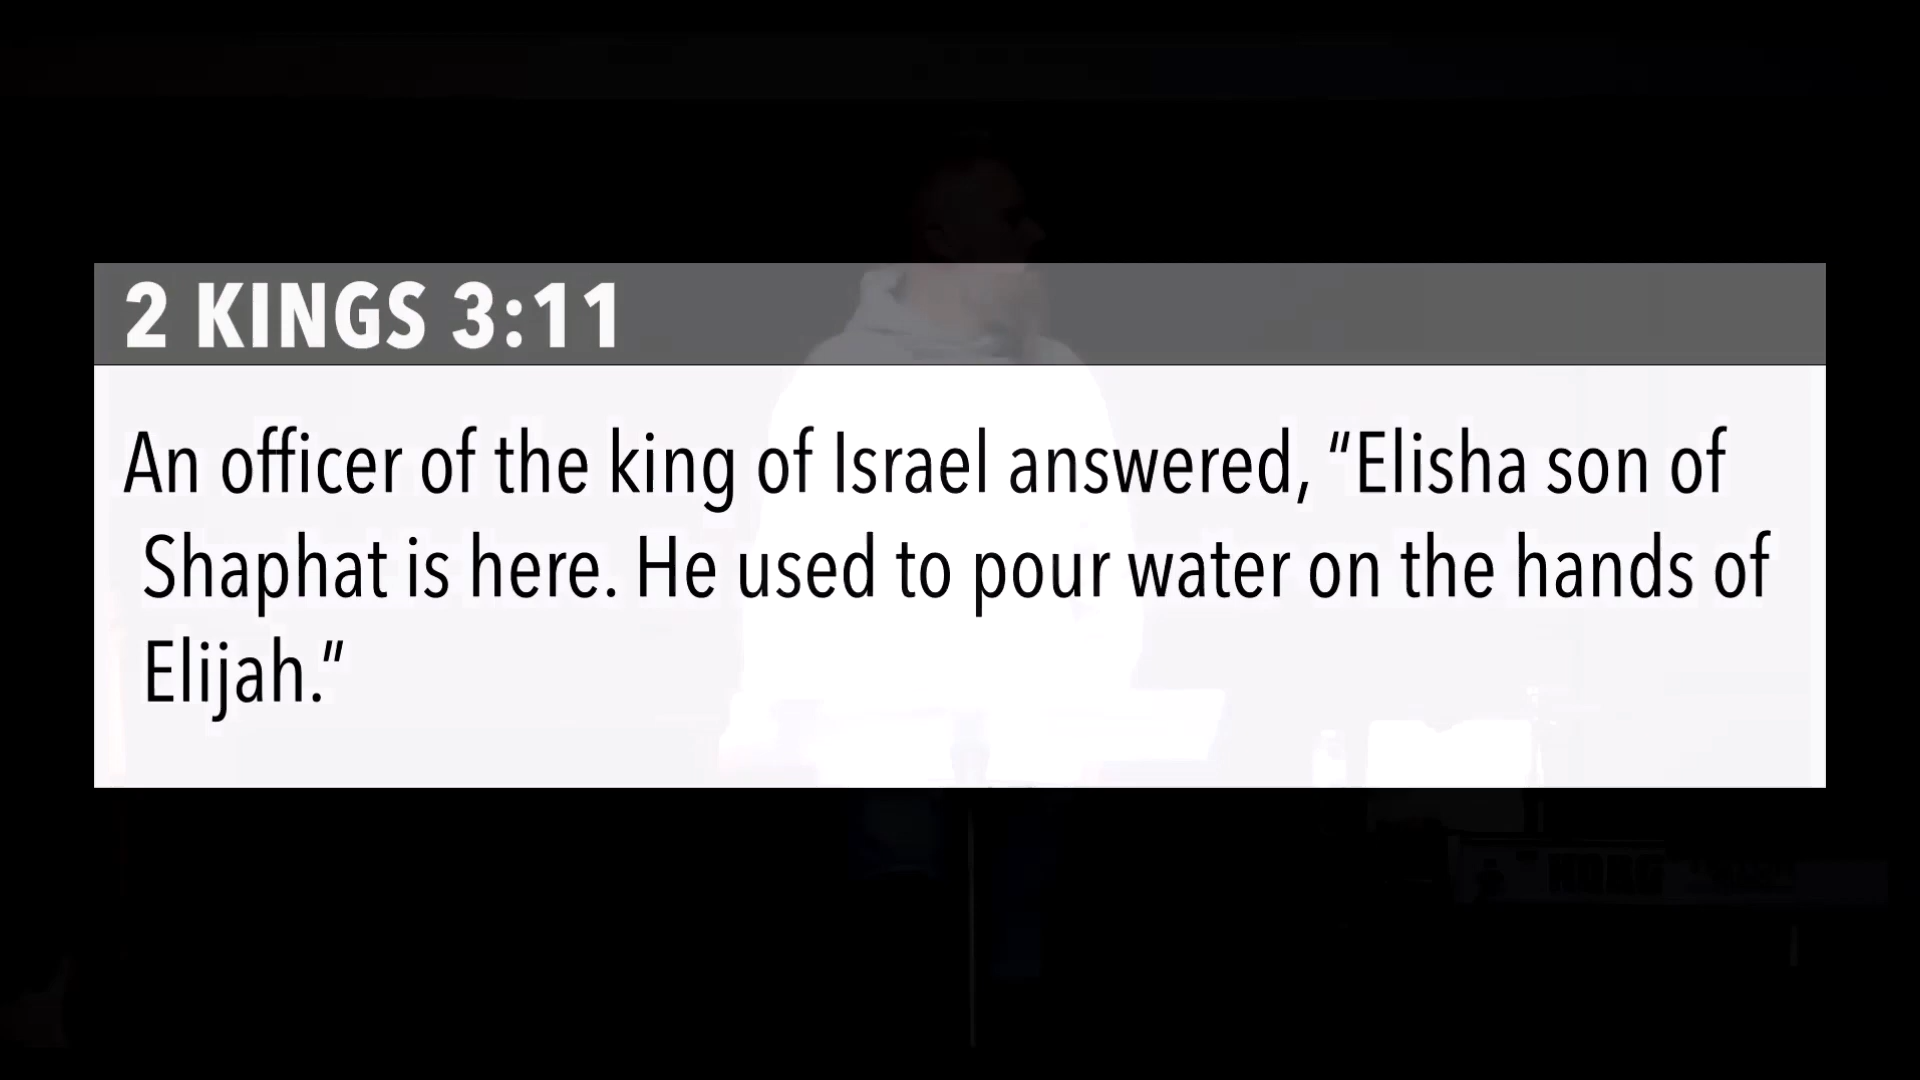 2 KINGS 3:11
An officer of the king of Israel answered, “Elisha son of
Shaphat is here. He used to pour water on the hands of
Elijah.”
KORG